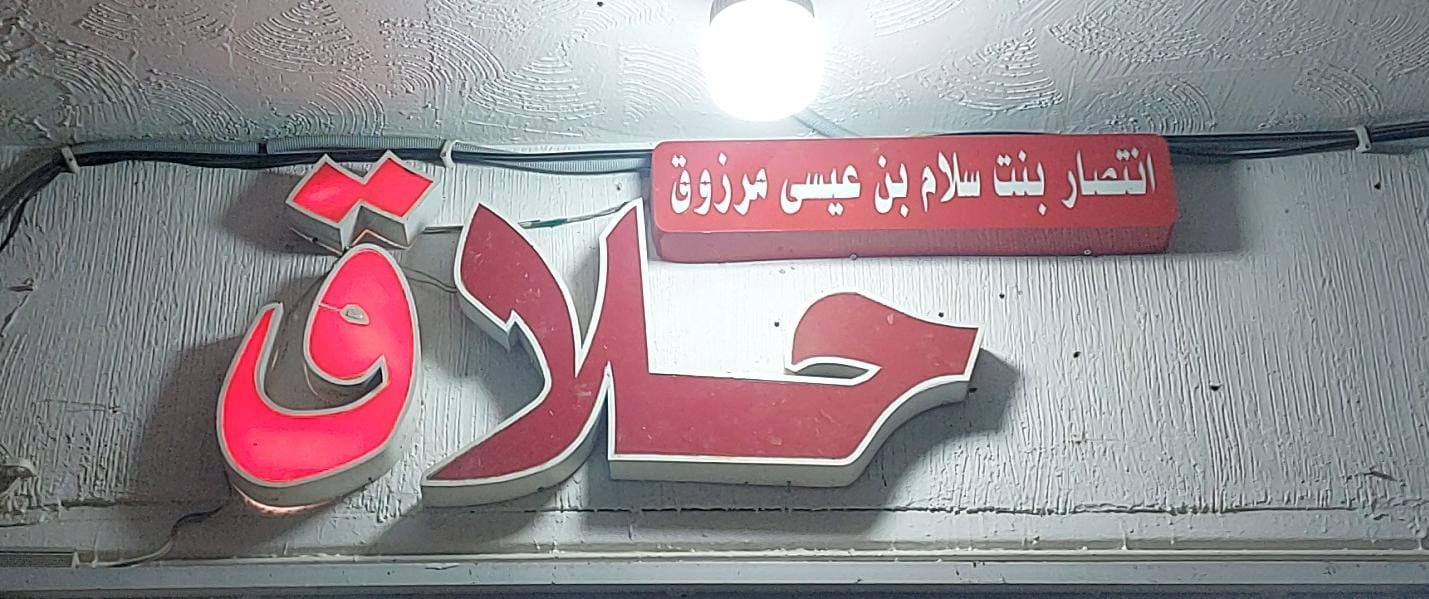 انتصار بنت سلام بن عيسى مرزوق
حلاق